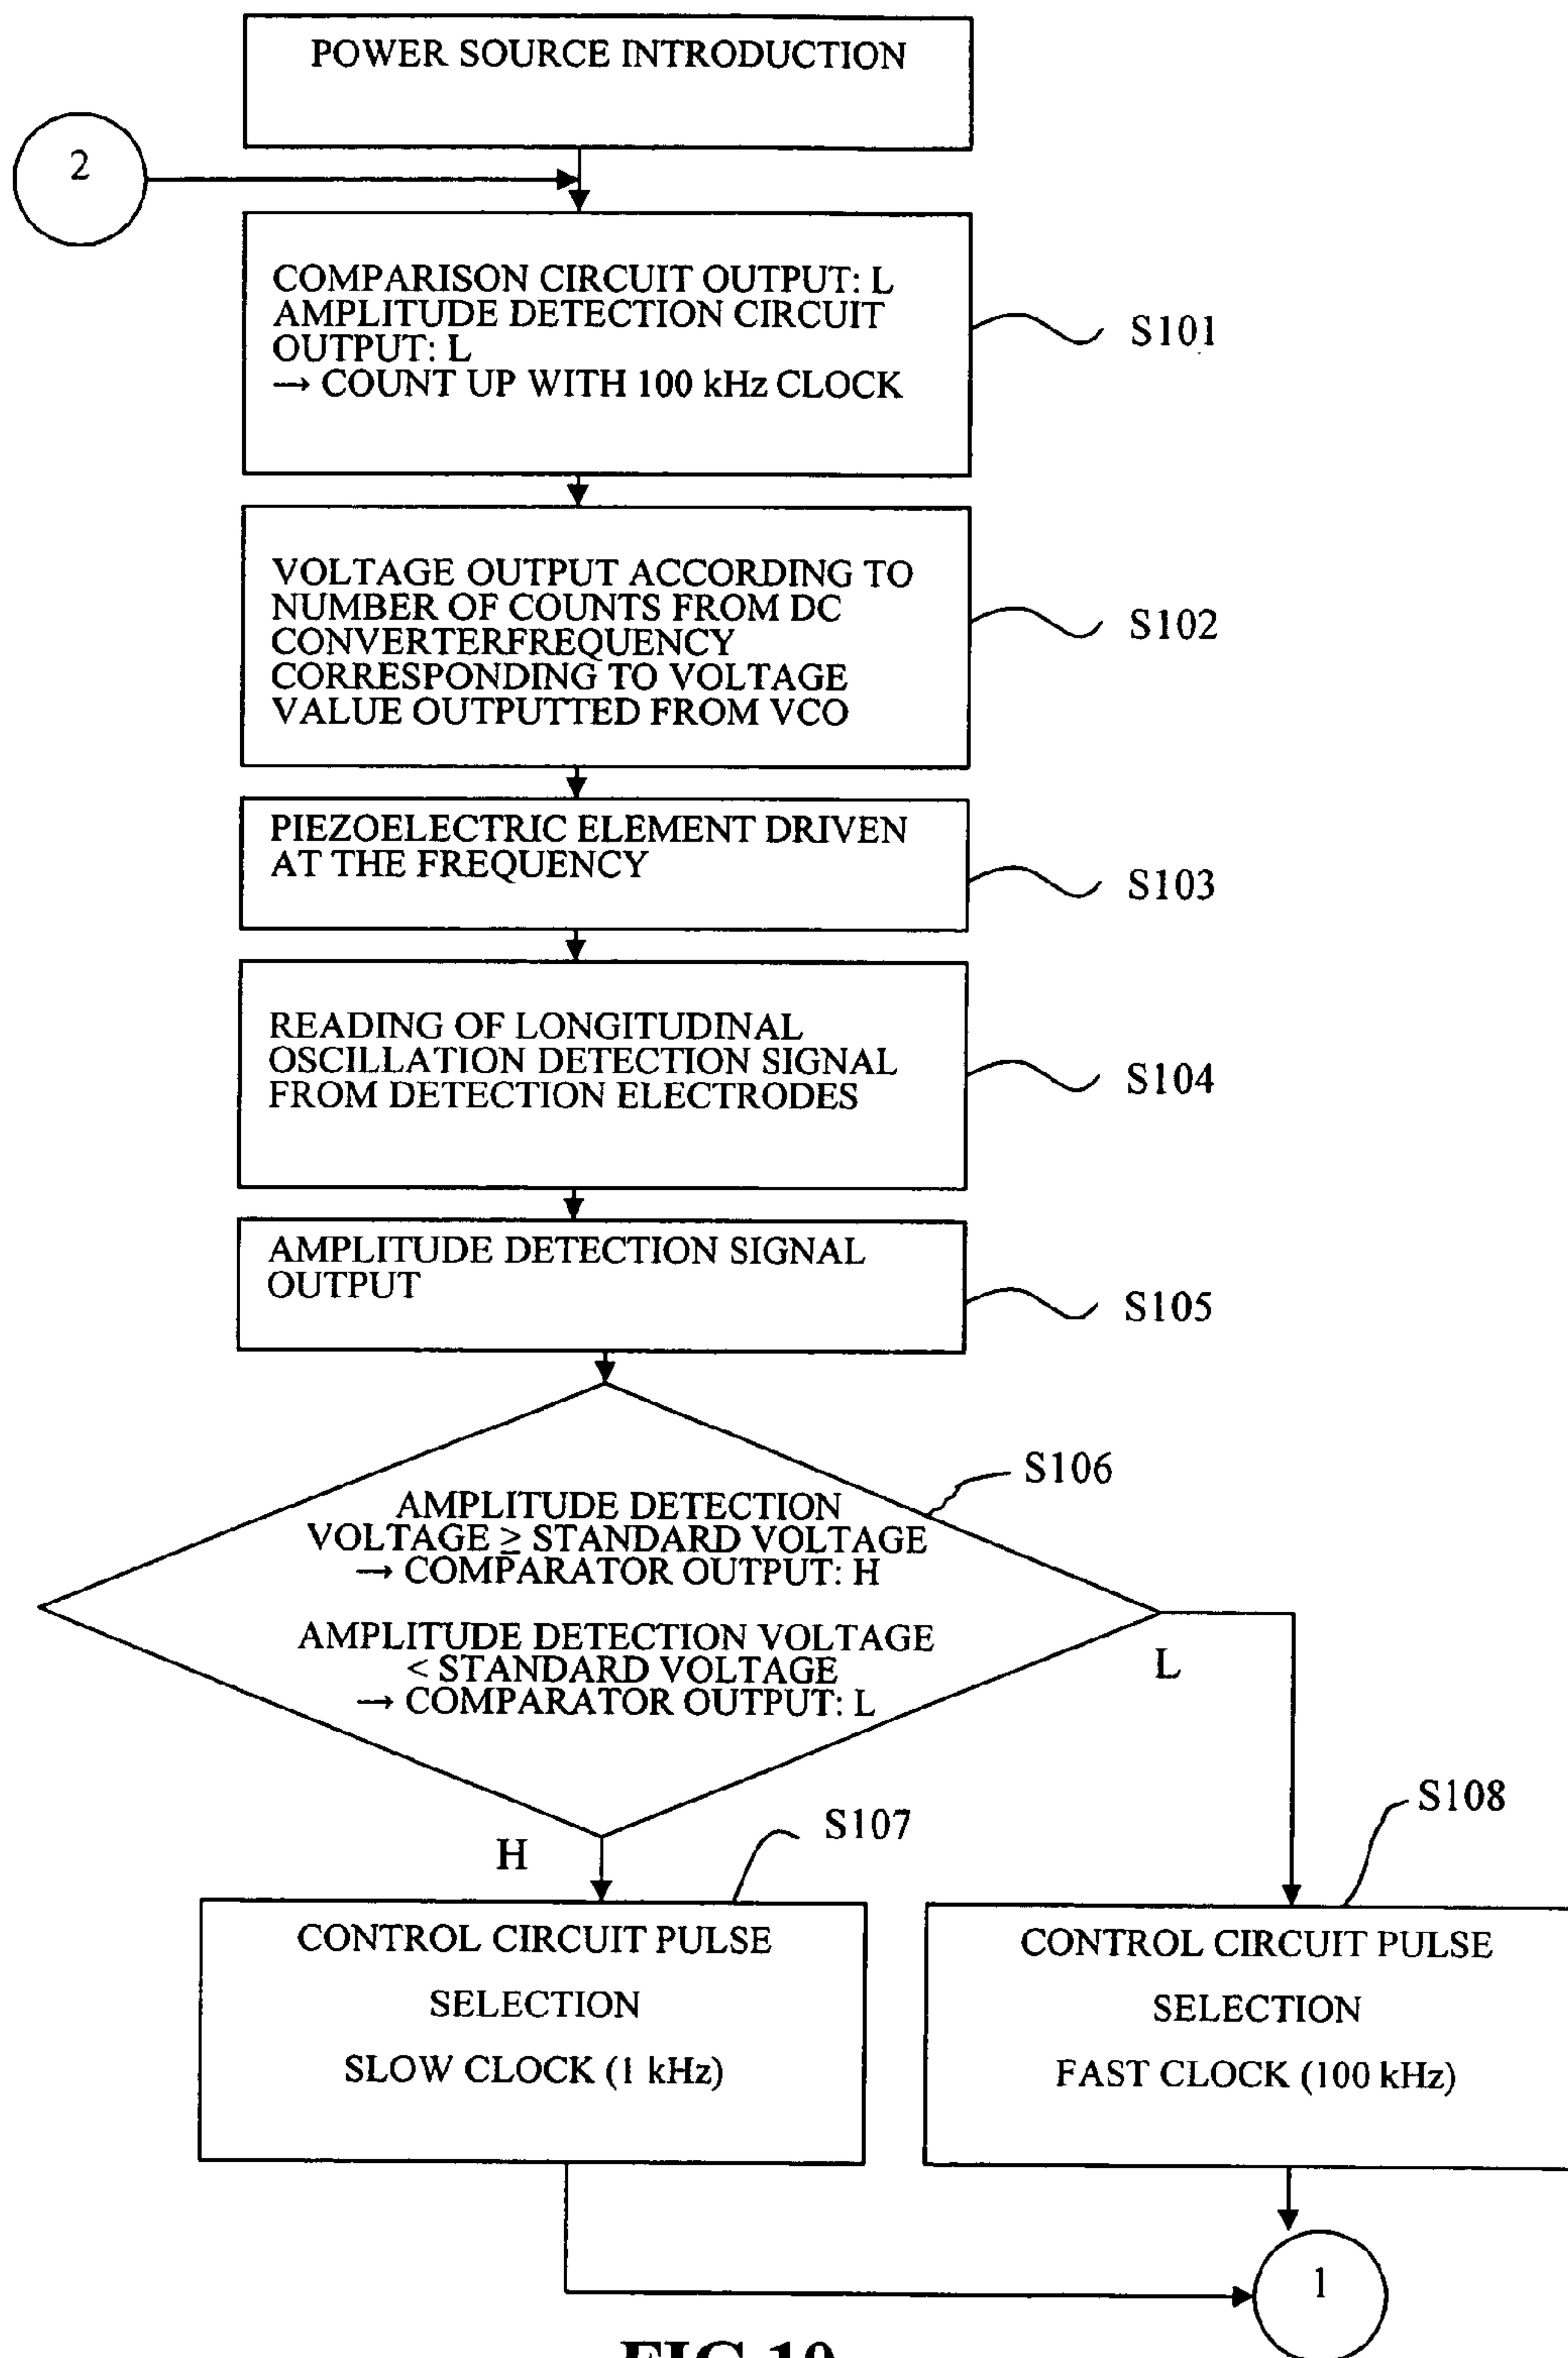 POWER SOURCE INTRODUCTION
2
COMPARISON CIRCUIT OUTPUT: L
AMPLITUDE DETECTION CIRCUIT
OUTPUT: L
→ COUNT UP WITH 100 kHz CLOCK
S101
VOLTAGE OUTPUT ACCORDING TO
NUMBER OF COUNTS FROM DC
CONVERTERFREQUENCY
CORRESPONDING TO VOLTAGE
VALUE OUTPUTTED FROM VCO
S102
PIEZOELECTRIC ELEMENT DRIVEN
AT THE FREQUENCY
S103
READING OF LONGITUDINAL
OSCILLATION DETECTION SIGNAL
FROM DETECTION ELECTRODES
S104
AMPLITUDE DETECTION SIGNAL
OUTPUT
S105
S106
AMPLITUDE DETECTION
VOLTAGE ≥ STANDARD VOLTAGE
→ COMPARATOR OUTPUT: H
AMPLITUDE DETECTION VOLTAGE
< STANDARD VOLTAGE
→ COMPARATOR OUTPUT: L
L
H
S107
S108
CONTROL CIRCUIT PULSE
SELECTION
SLOW CLOCK (1 kHz)
CONTROL CIRCUIT PULSE
SELECTION
FAST CLOCK (100 kHz)
1